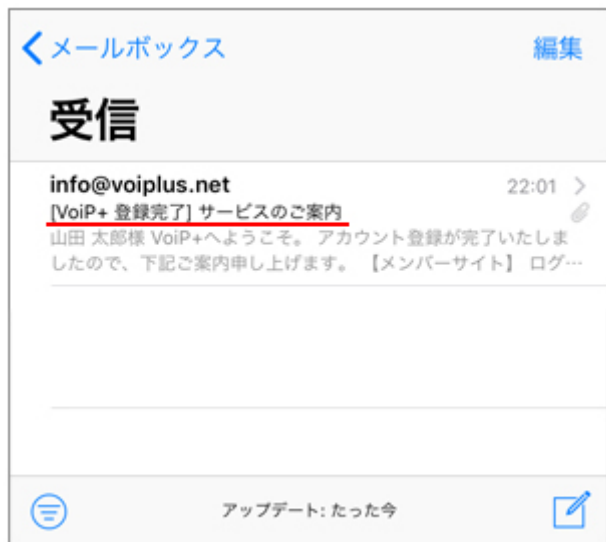 メールボックス 編集
受信
info@voiplus.net 22:01
[VoiP+ 登録完了] サービスのご案内
山田 太郎様 VoiP+へようこそ。 アカウント登録が完了いたしま
したので、下記ご案内申し上げます。 【メンバーサイト】 ログ…
アップデート: たった今